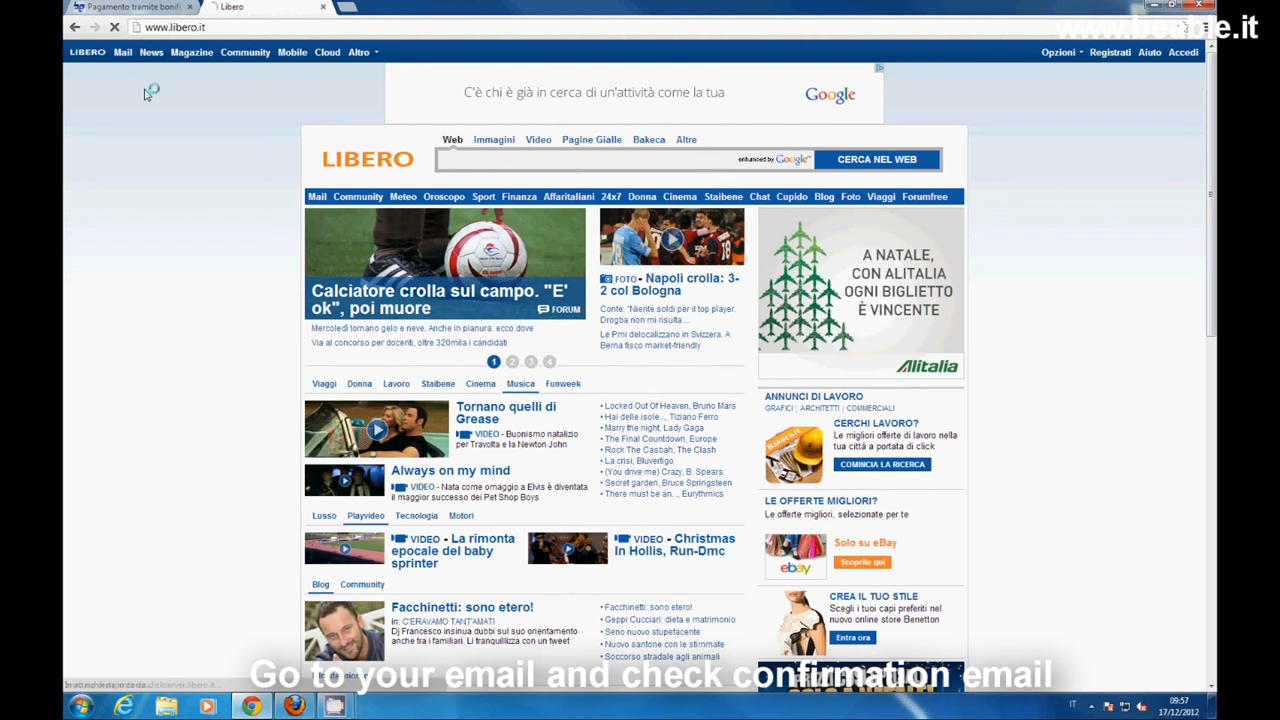 Pagamento tramite bonifi
Libero
www.libero.it
www.beable.it
LIBERO Mail News Magazine Community Mobile Cloud Altro
Opzioni Registrati Aiuto Accedi
C'è chi è già in cerca di un'attività come la tua
Google
Web Immagini Video Pagine Gialle Bakeca Altre
LIBERO
enhanced by Google
CERCA NEL WEB
Mail Community Meteo Oroscopo Sport Finanza Affaritaliani 24x7 Donna Cinema Staibene Chat Cupido Blog Foto Viaggi Forumfree
Calciatore crolla sul campo. "E'
ok", poi muore
FORUM
Mercoledì tornano gelo e neve. Anche in pianura: ecco dove
Via al concorso per docenti, oltre 320mila i candidati
1 2 3 4
FOTO - Napoli crolla: 3-
2 col Bologna
Conte: "Niente soldi per il top player.
Drogba non mi risulta ...
Le Pmi delocalizzano in Svizzera. A
Berna fisco market-friendly
A NATALE,
CON ALITALIA
OGNI BIGLIETTO
È VINCENTE
Alitalia
Viaggi Donna Lavoro Staibene Cinema Musica Funweek
Tornano quelli di
Grease
VIDEO - Buonismo natalizio
per Travolta e la Newton John
Always on my mind
VIDEO - Nata come omaggio a Elvis è diventata
il maggior successo dei Pet Shop Boys
• Locked Out Of Heaven, Bruno Mars
• Hai delle isole..., Tiziano Ferro
• Marry the night, Lady Gaga
• The Final Countdown, Europe
• Rock The Casbah, The Clash
• La crisi, Bluvertigo
• (You drive me) Crazy, B. Spears
• Secret garden, Bruce Springsteen
• There must be an..., Eurythmics
ANNUNCI DI LAVORO
GRAFICI | ARCHITETTI | COMMERCIALI
Bakeca.it
CERCHI LAVORO?
Le migliori offerte di lavoro nella
tua città a portata di click
COMINCIA LA RICERCA
LE OFFERTE MIGLIORI?
Le offerte migliori, selezionate per te
Solo su eBay
ebay
Scoprile qui
Lusso Playvideo Tecnologia Motori
VIDEO - La rimonta
epocale del baby
sprinter
VIDEO - Christmas
In Hollis, Run-Dmc
Blog Community
Facchinetti: sono etero!
in: C'ERAVAMO TANT'AMATI
Dj Francesco insinua dubbi sul suo orientamento
anche tra i familiari. Li tranquillizza con un tweet
• Facchinetti: sono etero!
• Geppi Cucciari: dieta e matrimonio
• Seno nuovo stupefacente
• Nuovo santone con le stimmate
• Soccorso stradale agli animali
CREA IL TUO STILE
Scegli i tuoi capi preferiti nel
nuovo online store Benetton
Entra ora
Go to your email and check confirmation email
IT
09:57
17/12/2012